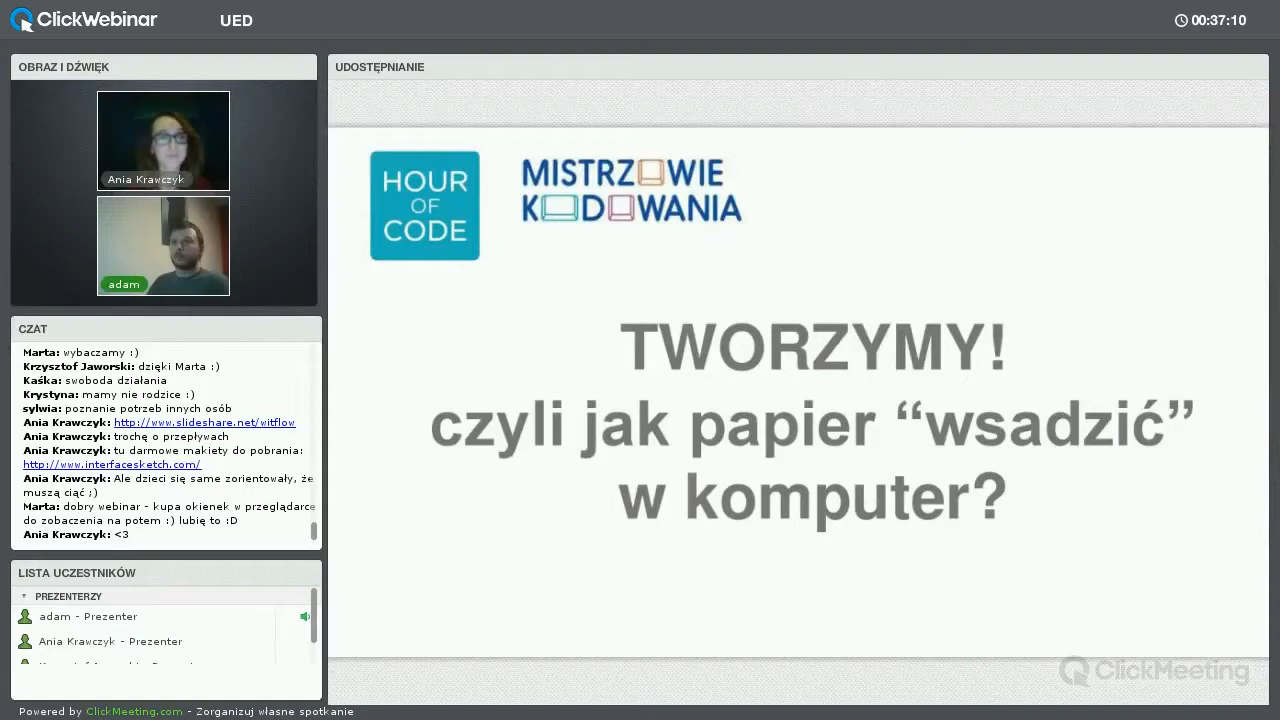 ClickWebinar
UED
00:37:10
OBRAZ I DŹWIĘK
Ania Krawczyk
adam
CZAT
Marta: wybaczamy :)
Krzysztof Jaworski: dzięki Marta :)
Kaśka: swoboda działania
Krystyna: mamy nie rodzice :)
sylwia: poznanie potrzeb innych osób
Ania Krawczyk: http://www.slideshare.net/witflow
Ania Krawczyk: trochę o przepływach
Ania Krawczyk: tu darmowe makiety do pobrania:
http://www.interfacesketch.com/
Ania Krawczyk: Ale dzieci się same zorientowały, że
muszą ciąć ;)
Marta: dobry webinar - kupa okienek w przeglądarce
do zobaczenia na potem :) lubię to :D
Ania Krawczyk: <3
LISTA UCZESTNIKÓW
PREZENTERZY
adam - Prezenter
Ania Krawczyk - Prezenter
UDOSTĘPNIANIE
HOUR
OF
CODE
MISTRZOWIE
KODOWANIA
TWORZYMY!
czyli jak papier “wsadzić”
w komputer?
ClickMeeting
Powered by ClickMeeting.com - Zorganizuj własne spotkanie